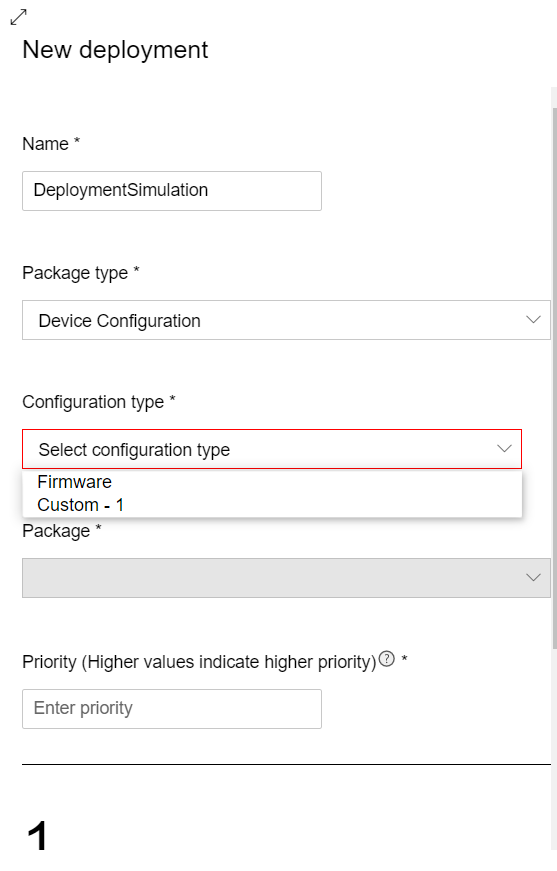 New deployment
Name *
DeploymentSimulation
Package type *
Device Configuration
Configuration type *
Select configuration type
Firmware
Custom - 1
Package *
Priority (Higher values indicate higher priority)? *
Enter priority
1